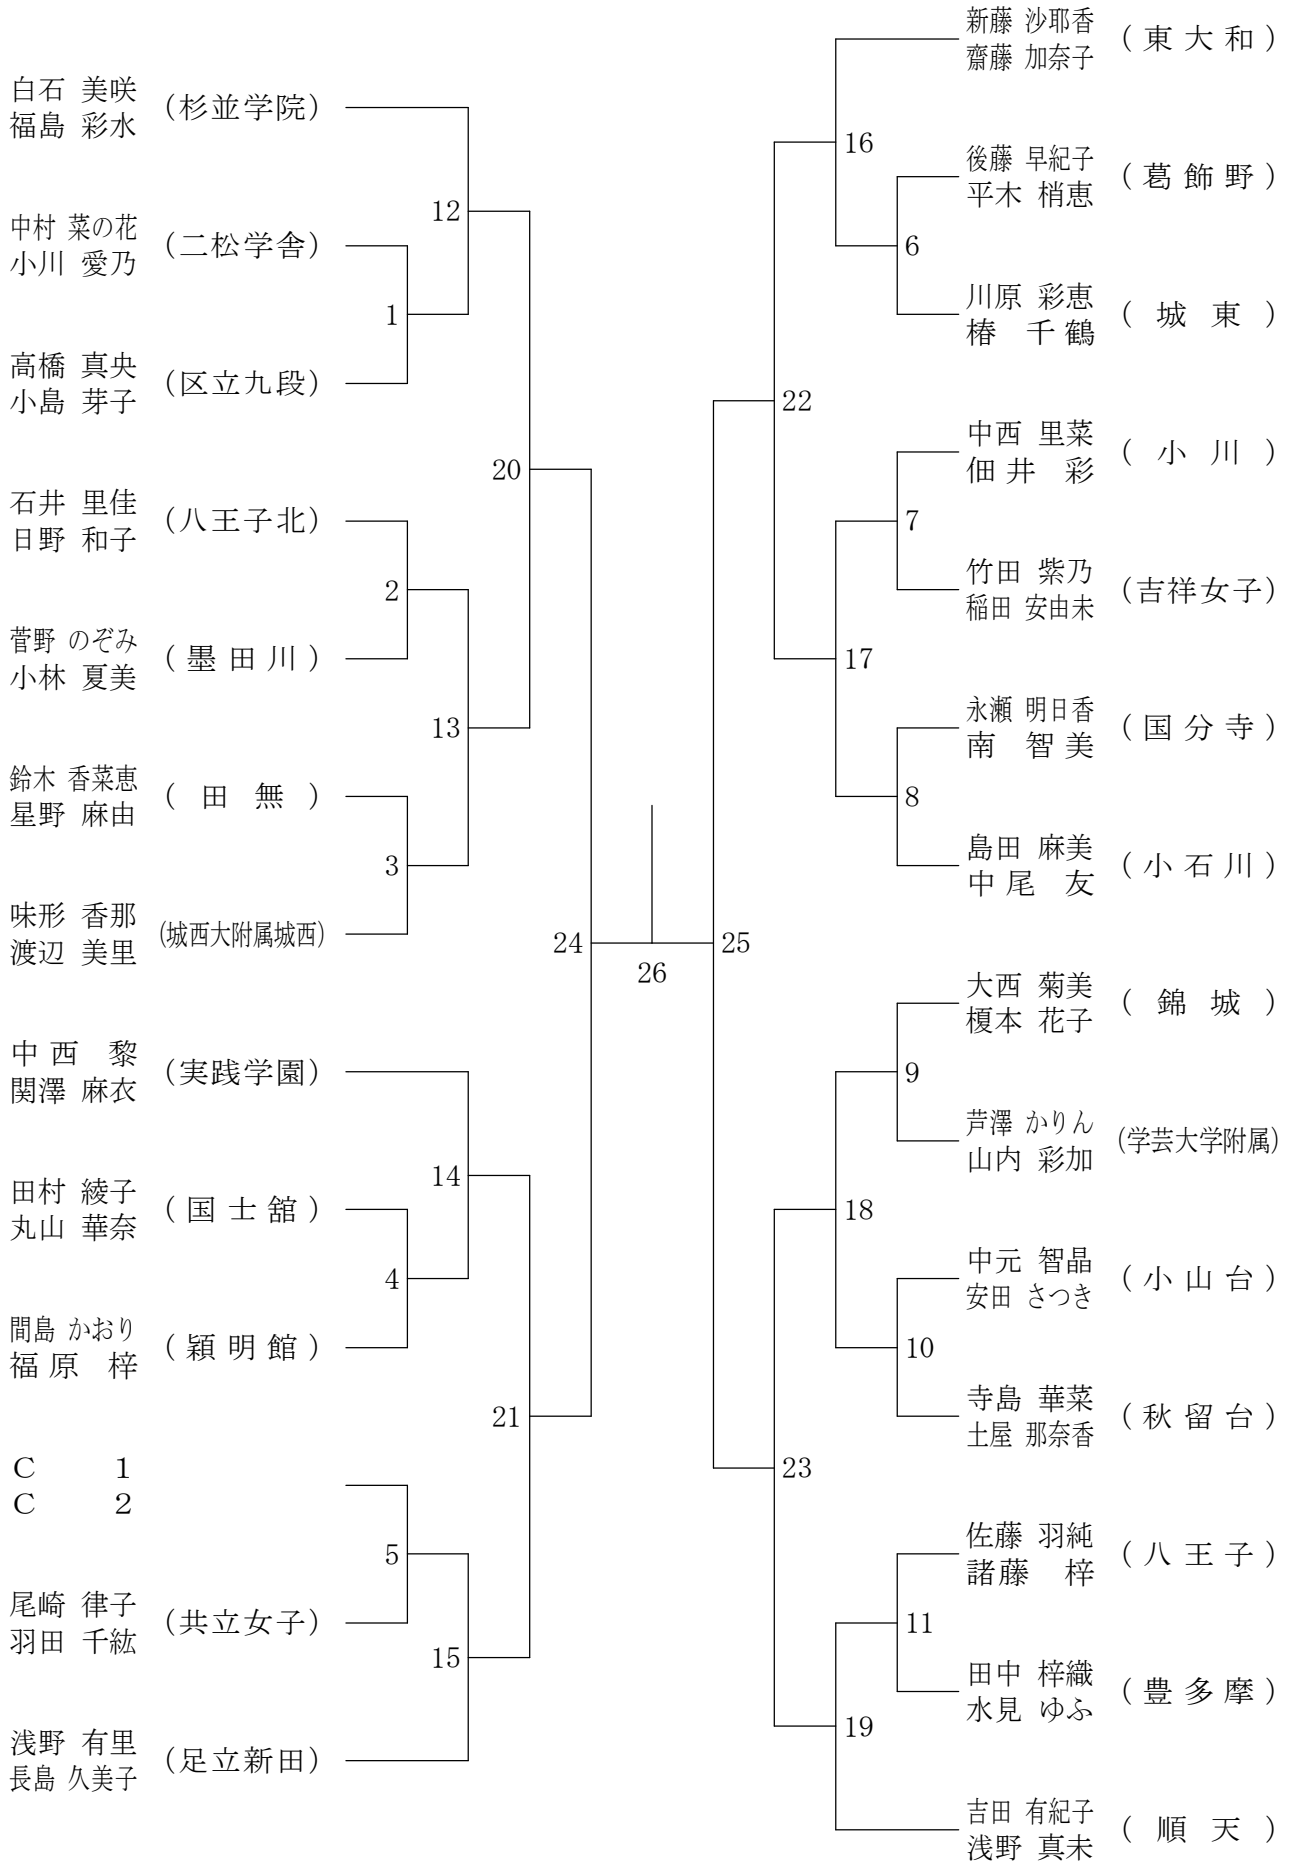 白石 美咲
福島 彩水
(杉並学院)
中村 菜の花
小川 愛乃
(二松学舎)
高橋 真央
小島 芽子
(区立九段)
石井 里佳
日野 和子
(八王子北)
菅野 のぞみ
小林 夏美
(墨田川)
鈴木 香菜恵
星野 麻由
(田無)
味形 香那
渡辺 美里
(城西大附属城西)
中西 黎
関澤 麻衣
(実践学園)
田村 綾子
丸山 華奈
(国士舘)
間島 かおり
福原 梓
(穎明館)
C 1
C 2
尾崎 律子
羽田 千紘
(共立女子)
浅野 有里
長島 久美子
(足立新田)
1
2
3
4
5
12
13
14
15
20
21
24
26
25
22
23
16
17
18
19
6
7
8
9
10
11
新藤 沙耶香
齋藤 加奈子
(東大和)
後藤 早紀子
平木 梢恵
(葛飾野)
川原 彩恵
椿 千鶴
(城東)
中西 里菜
佃井 彩
(小川)
竹田 紫乃
稲田 安由未
(吉祥女子)
永瀬 明日香
南 智美
(国分寺)
島田 麻美
中尾 友
(小石川)
大西 菊美
榎本 花子
(錦城)
芦澤 かりん
山内 彩加
(学芸大学附属)
中元 智晶
安田 さつき
(小山台)
寺島 華菜
土屋 那奈香
(秋留台)
佐藤 羽純
諸藤 梓
(八王子)
田中 梓織
水見 ゆふ
(豊多摩)
吉田 有紀子
浅野 真未
(順天)